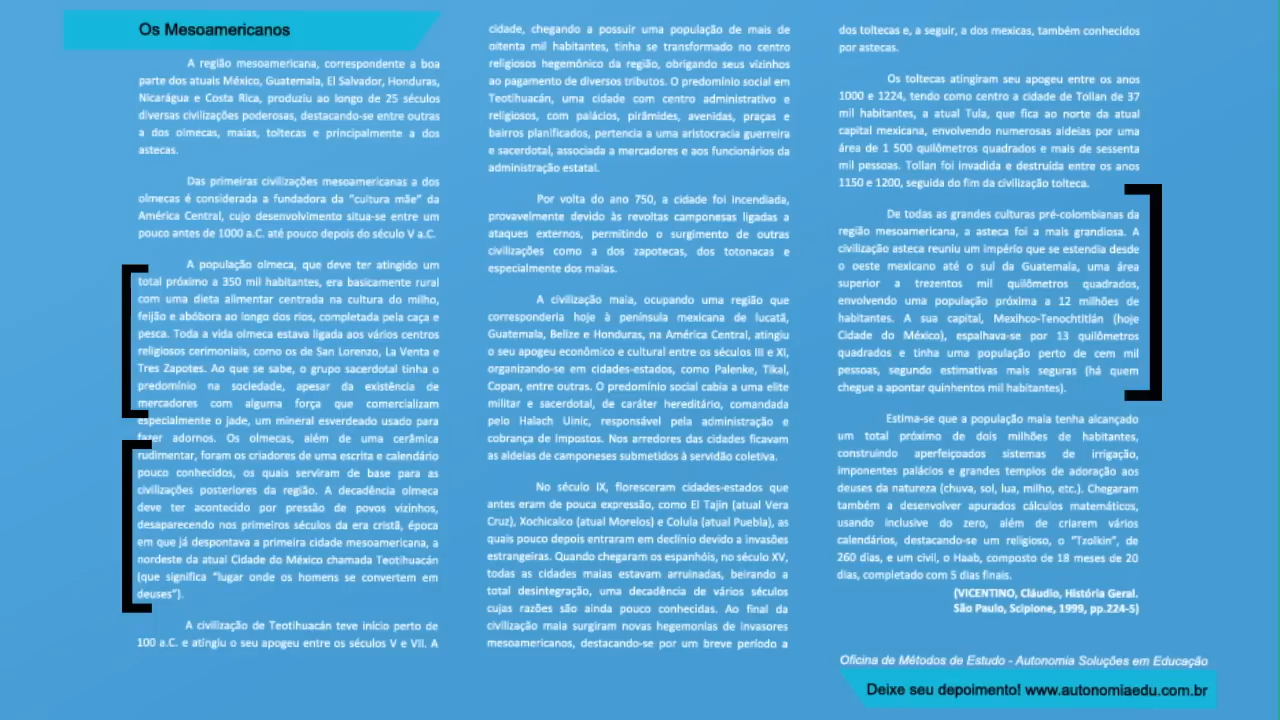 Os Mesoamericanos
A região mesoamericana, correspondente a boa
parte dos atuais México, Guatemala, El Salvador, Honduras,
Nicarágua e Costa Rica, produziu ao longo de 25 séculos
diversas civilizações poderosas, destacando-se entre outras
a dos olmecas, maias, toltecas e principalmente a dos
astecas.
Das primeiras civilizações mesoamericanas a dos
olmecas é considerada a fundadora da "cultura mãe" da
América Central, cujo desenvolvimento situa-se entre um
pouco antes de 1000 a.C. até pouco depois do século V a.C.
A população olmeca, que deve ter atingido um
total próximo a 350 mil habitantes, era basicamente rural
com uma dieta alimentar centrada na cultura do milho,
feijão e abóbora ao longo dos rios, completada pela caça e
pesca. Toda a vida olmeca estava ligada aos vários centros
religiosos cerimoniais, como os de San Lorenzo, La Venta e
Tres Zapotes. Ao que se sabe, o grupo sacerdotal tinha o
predomínio na sociedade, apesar da existência de
mercadores com alguma força que comercializam
especialmente o jade, um mineral esverdeado usado para
fazer adornos. Os olmecas, além de uma cerâmica
rudimentar, foram os criadores de uma escrita e calendário
pouco conhecidos, os quais serviram de base para as
civilizações posteriores da região. A decadência olmeca
deve ter acontecido por pressão de povos vizinhos,
desaparecendo nos primeiros séculos da era cristã, época
em que já despontava a primeira cidade mesoamericana, a
nordeste da atual Cidade do México chamada Teotihuacán
(que significa "lugar onde os homens se convertem em
deuses").
A civilização de Teotihuacán teve início perto de
100 a.C. e atingiu o seu apogeu entre os séculos V e VII. A
cidade, chegando a possuir uma população de mais de
oitenta mil habitantes, tinha se transformado no centro
religiosos hegemônico da região, obrigando seus vizinhos
ao pagamento de diversos tributos. O predomínio social em
Teotihuacán, uma cidade com centro administrativo e
religiosos, com palácios, pirâmides, avenidas, praças e
bairros planificados, pertencia a uma aristocracia guerreira
e sacerdotal, associada a mercadores e aos funcionários da
administração estatal.
Por volta do ano 750, a cidade foi incendiada,
provavelmente devido às revoltas camponesas ligadas a
ataques externos, permitindo o surgimento de outras
civilizações como a dos zapotecas, dos totonacas e
especialmente dos maias.
A civilização maia, ocupando uma região que
corresponderia hoje à península mexicana de Iucatã,
Guatemala, Belize e Honduras, na América Central, atingiu
o seu apogeu econômico e cultural entre os séculos III e XI,
organizando-se em cidades-estados, como Palenke, Tikal,
Copan, entre outras. O predomínio social cabia a uma elite
militar e sacerdotal, de caráter hereditário, comandada
pelo Halach Uinic, responsável pela administração e
cobrança de impostos. Nos arredores das cidades ficavam
as aldeias de camponeses submetidos à servidão coletiva.
No século IX, floresceram cidades-estados que
antes eram de pouca expressão, como El Tajin (atual Vera
Cruz), Xochicalco (atual Morelos) e Colula (atual Puebla), as
quais pouco depois entraram em declínio devido a invasões
estrangeiras. Quando chegaram os espanhóis, no século XV,
todas as cidades maias estavam arruinadas, beirando a
total desintegração, uma decadência de vários séculos
cujas razões são ainda pouco conhecidas. Ao final da
civilização maia surgiram novas hegemonias de invasores
mesoamericanos, destacando-se por um breve período a
dos toltecas e, a seguir, a dos mexicas, também conhecidos
por astecas.
Os toltecas atingiram seu apogeu entre os anos
1000 e 1224, tendo como centro a cidade de Tollan de 37
mil habitantes, a atual Tula, que fica ao norte da atual
capital mexicana, envolvendo numerosas aldeias por uma
área de 1 500 quilômetros quadrados e mais de sessenta
mil pessoas. Tollan foi invadida e destruída entre os anos
1150 e 1200, seguida do fim da civilização tolteca.
De todas as grandes culturas pré-colombianas da
região mesoamericana, a asteca foi a mais grandiosa. A
civilização asteca reuniu um império que se estendia desde
o oeste mexicano até o sul da Guatemala, uma área
superior a trezentos mil quilômetros quadrados,
envolvendo uma população próxima a 12 milhões de
habitantes. A sua capital, Mexihco-Tenochtitlán (hoje
Cidade do México), espalhava-se por 13 quilômetros
quadrados e tinha uma população perto de cem mil
pessoas, segundo estimativas mais seguras (há quem
chegue a apontar quinhentos mil habitantes).
Estima-se que a população maia tenha alcançado
um total próximo de dois milhões de habitantes,
construindo aperfeiçoados sistemas de irrigação,
imponentes palácios e grandes templos de adoração aos
deuses da natureza (chuva, sol, lua, milho, etc.). Chegaram
também a desenvolver apurados cálculos matemáticos,
usando inclusive do zero, além de criarem vários
calendários, destacando-se um religioso, o "Tzolkin", de
260 dias, e um civil, o Haab, composto de 18 meses de 20
dias, completado com 5 dias finais.
(VICENTINO, Cláudio, História Geral.
São Paulo, Scipione, 1999, pp.224-5)
Oficina de Métodos de Estudo - Autonomia Soluções em Educação
Deixe seu depoimento! www.autonomiaedu.com.br